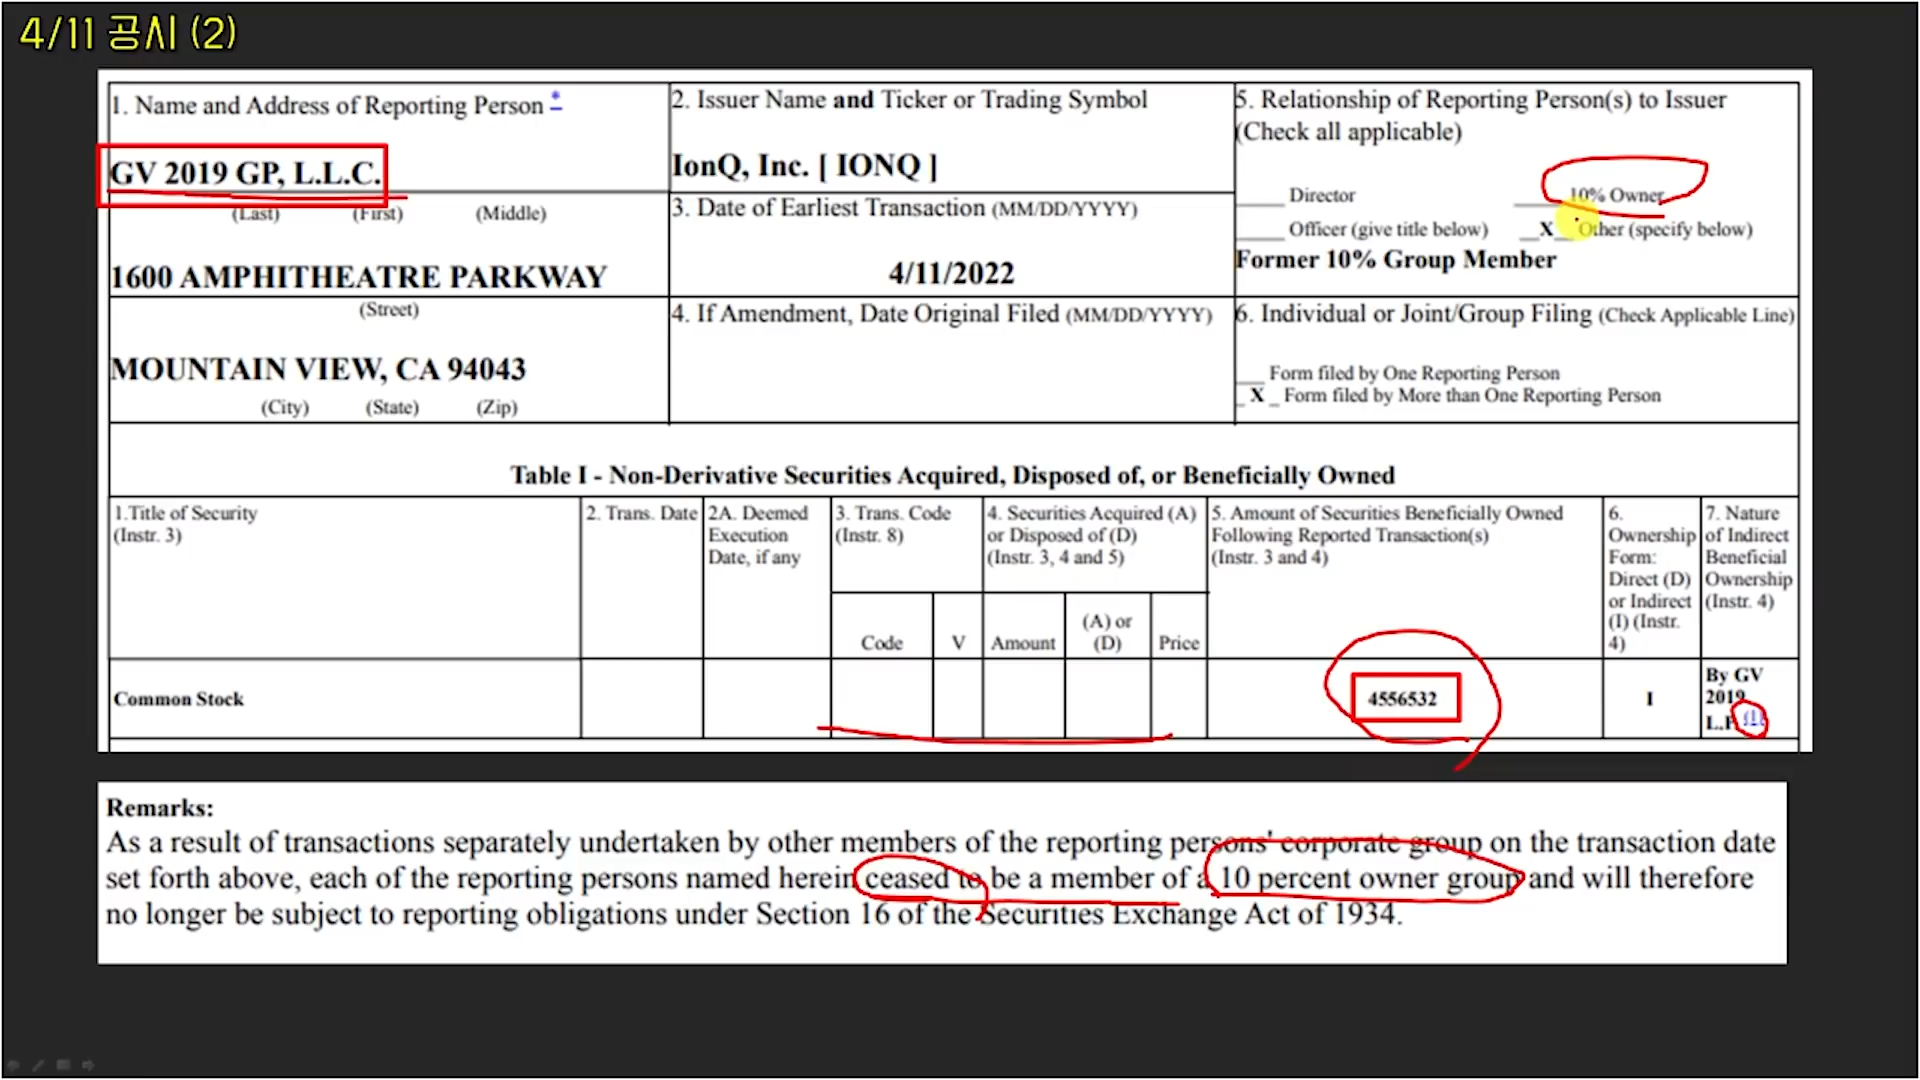 4/11 공시 (2)
1. Name and Address of Reporting Person *
GV 2019 GP, L.L.C.
(Last) (First) (Middle)
1600 AMPHITHEATRE PARKWAY
(Street)
MOUNTAIN VIEW, CA 94043
(City) (State) (Zip)
2. Issuer Name and Ticker or Trading Symbol
IonQ, Inc. [ IONQ ]
3. Date of Earliest Transaction (MM/DD/YYYY)
4/11/2022
4. If Amendment, Date Original Filed (MM/DD/YYYY)
5. Relationship of Reporting Person(s) to Issuer
(Check all applicable)
_____ Director _____ 10% Owner
_____ Officer (give title below) __X__ Other (specify below)
Former 10% Group Member
6. Individual or Joint/Group Filing (Check Applicable Line)
___ Form filed by One Reporting Person
_ X _ Form filed by More than One Reporting Person
Table I - Non-Derivative Securities Acquired, Disposed of, or Beneficially Owned
1.Title of Security
(Instr. 3)
2. Trans. Date
2A. Deemed
Execution
Date, if any
3. Trans. Code
(Instr. 8)
4. Securities Acquired (A)
or Disposed of (D)
(Instr. 3, 4 and 5)
5. Amount of Securities Beneficially Owned
Following Reported Transaction(s)
(Instr. 3 and 4)
6.
Ownership
Form:
Direct (D)
or Indirect
(I) (Instr.
4)
7. Nature
of Indirect
Beneficial
Ownership
(Instr. 4)
Code V Amount (A) or (D) Price
Common Stock 4556532 I
By GV
2019
L.P. (1)
Remarks:
As a result of transactions separately undertaken by other members of the reporting persons' corporate group on the transaction date
set forth above, each of the reporting persons named herein ceased to be a member of a 10 percent owner group and will therefore
no longer be subject to reporting obligations under Section 16 of the Securities Exchange Act of 1934.